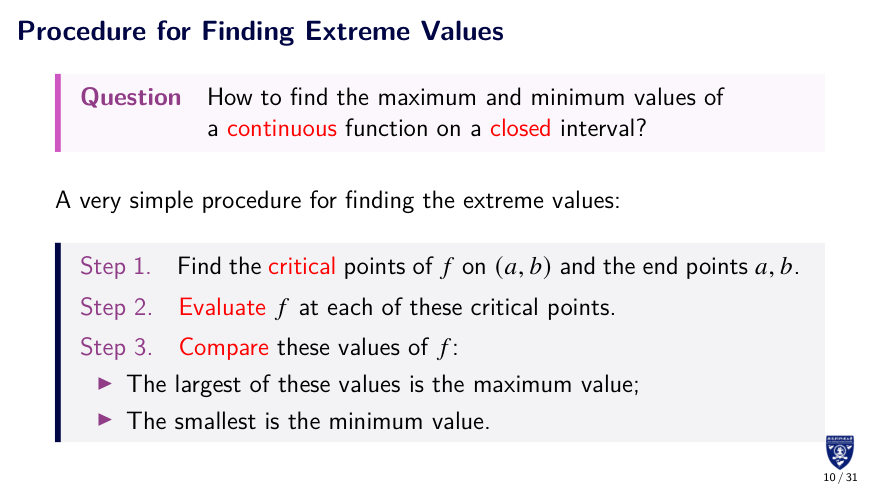 Procedure for Finding Extreme Values
Question How to find the maximum and minimum values of
a continuous function on a closed interval?
A very simple procedure for finding the extreme values:
Step 1. Find the critical points of f on (a, b) and the end points a, b.
Step 2. Evaluate f at each of these critical points.
Step 3. Compare these values of f:
▶ The largest of these values is the maximum value;
▶ The smallest is the minimum value.
10 / 31